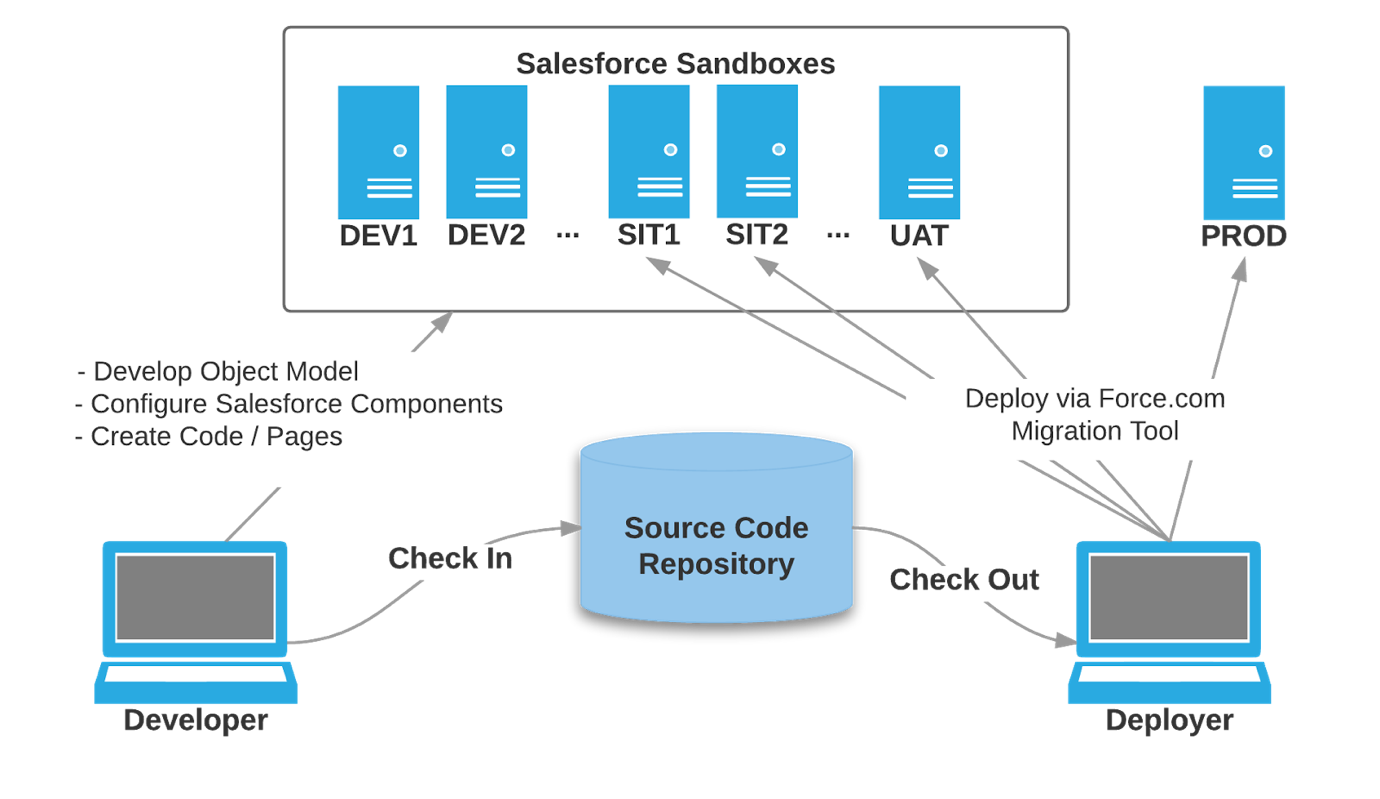 Salesforce Sandboxes
DEV1 DEV2 ... SIT1 SIT2 ... UAT
PROD
- Develop Object Model
- Configure Salesforce Components
- Create Code / Pages
Deploy via Force.com
Migration Tool
Check In
Source Code
Repository
Check Out
Developer
Deployer